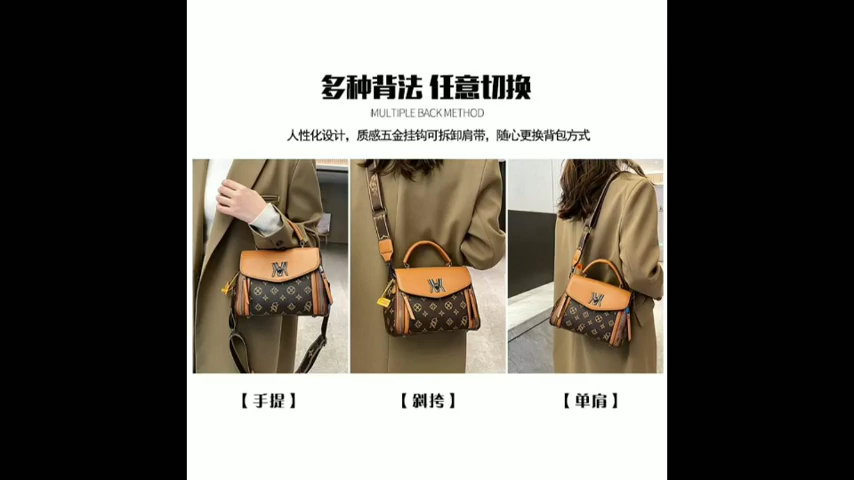 多种背法 任意切换
MULTIPLE BACK METHOD
人性化设计，质感五金挂钩可拆卸肩带，随心更换背包方式
【手提】
【斜挎】
【单肩】